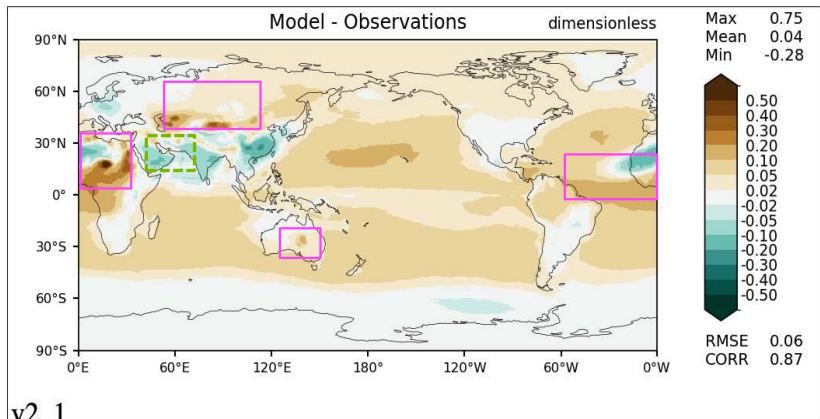 Model - Observations
dimensionless
Max 0.75
Mean 0.04
Min -0.28
90°N
60°N
30°N
0°
30°S
60°S
90°S
0°E
60°E
120°E
120°W
60°W
0°W
0.50
0.40
0.30
0.20
0.10
0.05
0.02
-0.02
-0.05
-0.10
-0.20
-0.30
-0.40
-0.50
RMSE 0.06
CORR 0.87
v2_1